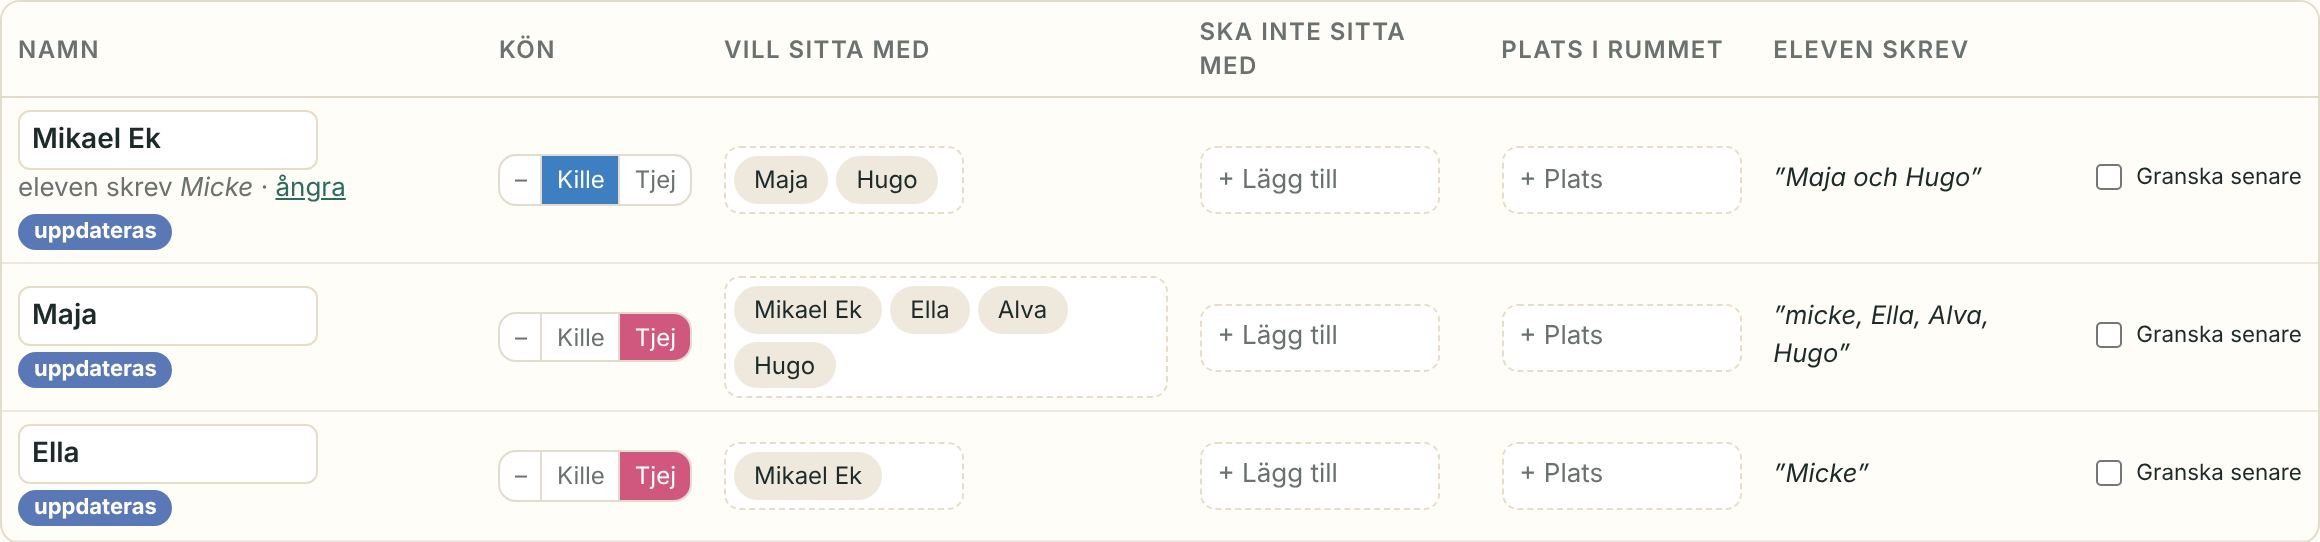 NAMN KÖN VILL SITTA MED SKA INTE SITTA MED PLATS I RUMMET ELEVEN SKREV
Mikael Ek
eleven skrev Micke · ångra
uppdateras
– Kille Tjej
Maja Hugo
+ Lägg till
+ Plats
"Maja och Hugo"
Granska senare
Maja
uppdateras
– Kille Tjej
Mikael Ek Ella Alva
Hugo
+ Lägg till
+ Plats
"micke, Ella, Alva,
Hugo"
Granska senare
Ella
uppdateras
– Kille Tjej
Mikael Ek
+ Lägg till
+ Plats
"Micke"
Granska senare